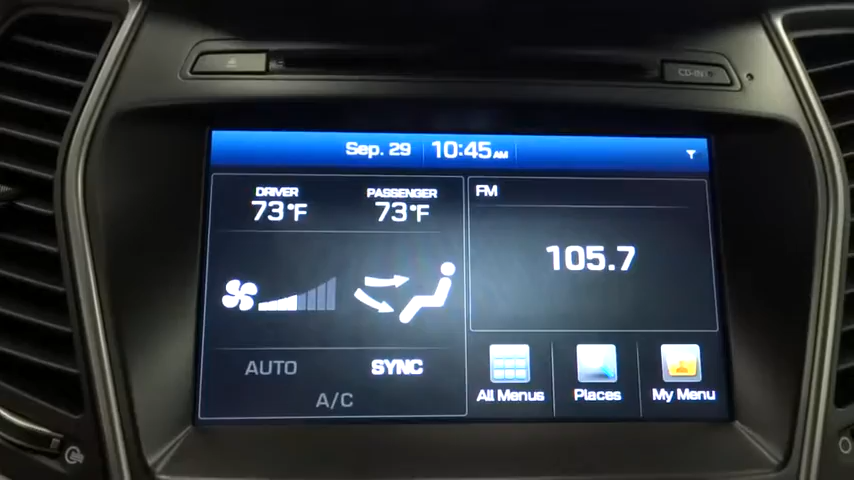 CD-IN
Sep. 29 10:45 AM
DRIVER PASSENGER
73°F 73°F
FM
105.7
AUTO SYNC
A/C
All Menus Places My Menu